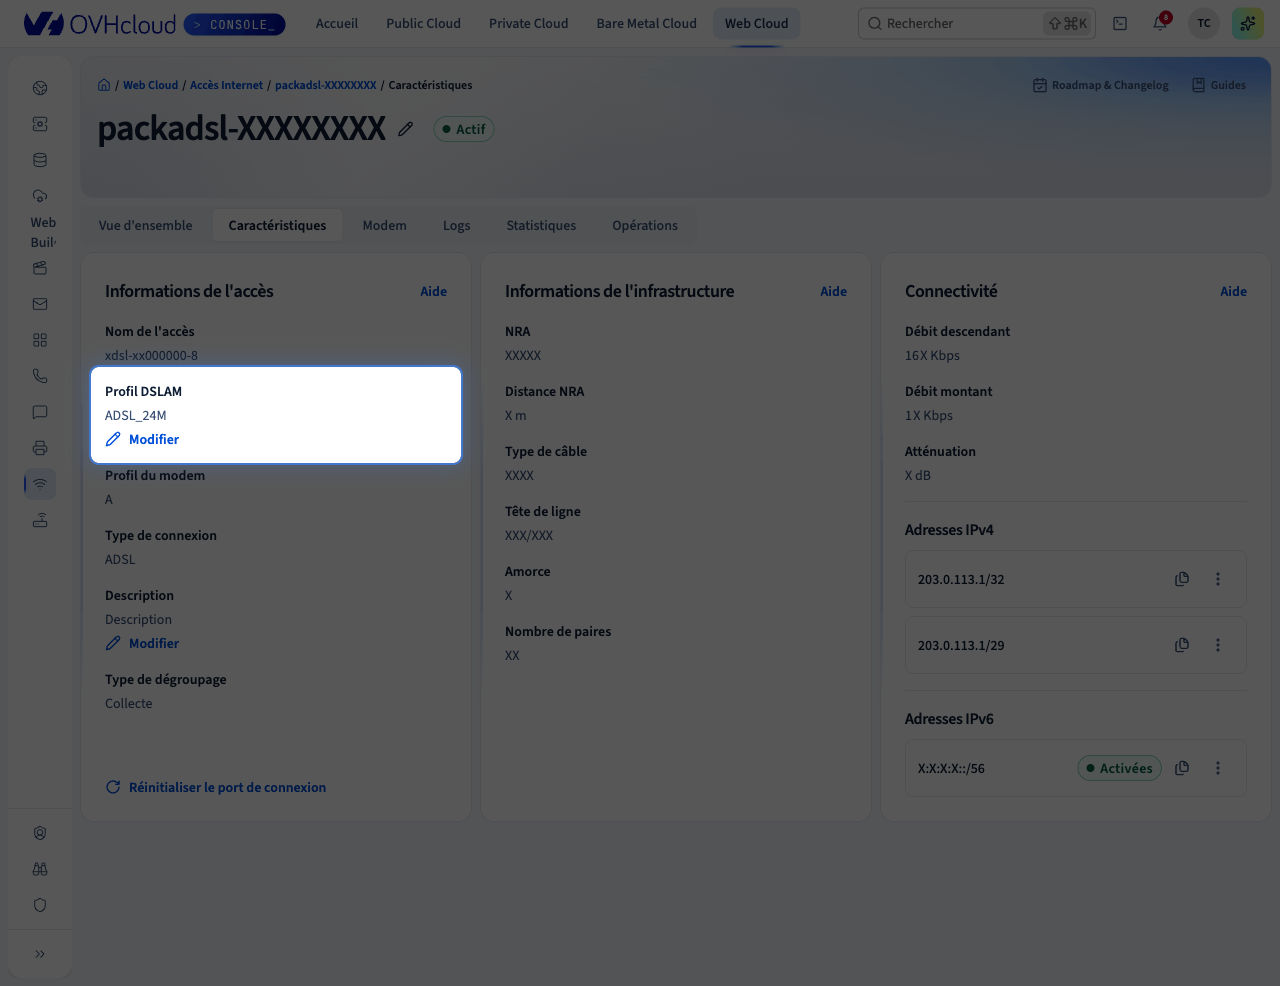 OVHcloud > CONSOLE_
Accueil
Public Cloud
Private Cloud
Bare Metal Cloud
Web Cloud
Rechercher
⇧⌘K
8
TC
/ Web Cloud / Accès Internet / packadsl-XXXXXXXX / Caractéristiques
Roadmap & Changelog
Guides
packadsl-XXXXXXXX
Actif
Web
Buil
Vue d'ensemble
Caractéristiques
Modem
Logs
Statistiques
Opérations
Informations de l'accès
Aide
Nom de l'accès
xdsl-xx000000-8
Profil DSLAM
ADSL_24M
Modifier
Profil du modem
A
Type de connexion
ADSL
Description
Description
Modifier
Type de dégroupage
Collecte
Réinitialiser le port de connexion
Informations de l'infrastructure
Aide
NRA
XXXXX
Distance NRA
X m
Type de câble
XXXX
Tête de ligne
XXX/XXX
Amorce
X
Nombre de paires
XX
Connectivité
Aide
Débit descendant
16X Kbps
Débit montant
1X Kbps
Atténuation
X dB
Adresses IPv4
203.0.113.1/32
203.0.113.1/29
Adresses IPv6
X:X:X:X::/56
Activées